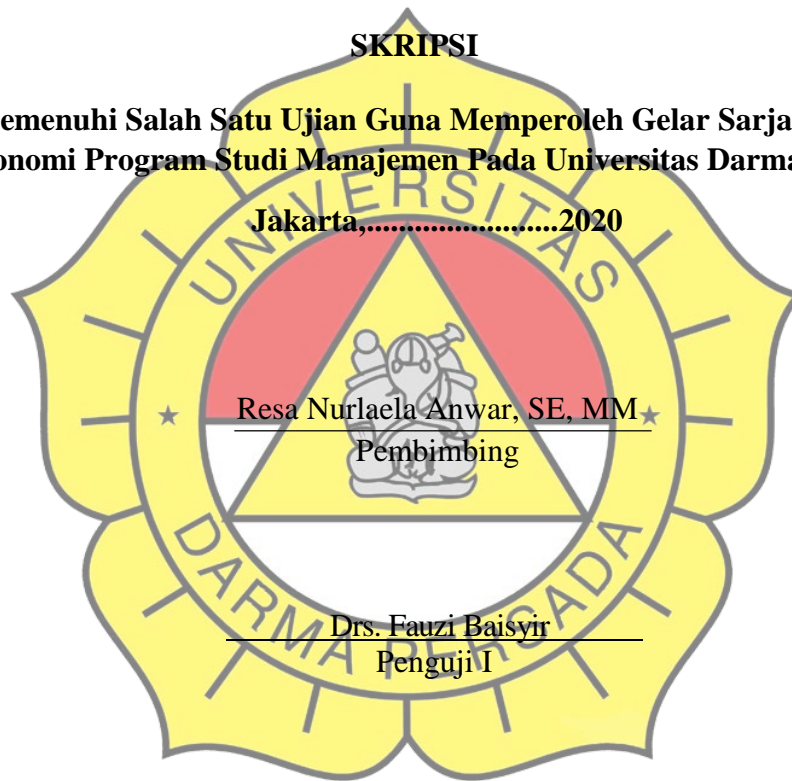 SKRIPSI
emenuhi Salah Satu Ujian Guna Memperoleh Gelar Sarja
onomi Program Studi Manajemen Pada Universitas Darma
Jakarta,........................2020
UNIVERSITAS
Resa Nurlaela Anwar, SE, MM
Pembimbing
Drs. Fauzi Baisyir
Penguji I
DARMA PERSADA